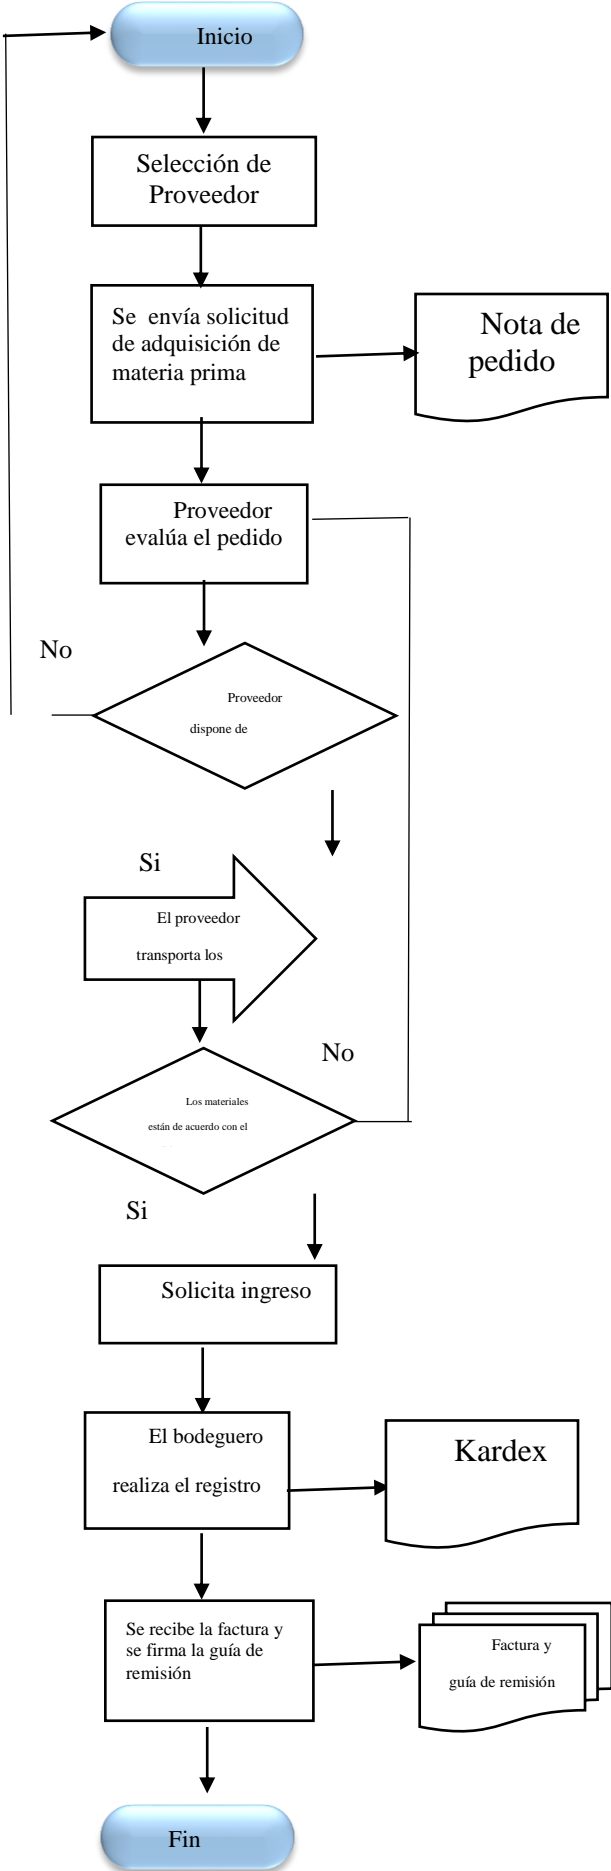 Inicio
Selección de
Proveedor
Se envía solicitud
de adquisición de
materia prima
Nota de
pedido
Proveedor
evalúa el pedido
No
Proveedor
dispone de
Si
El proveedor
transporta los
No
Los materiales
están de acuerdo con el
Si
Solicita ingreso
El bodeguero
realiza el registro
Kardex
Se recibe la factura y
se firma la guía de
remisión
Factura y
guía de remisión
Fin